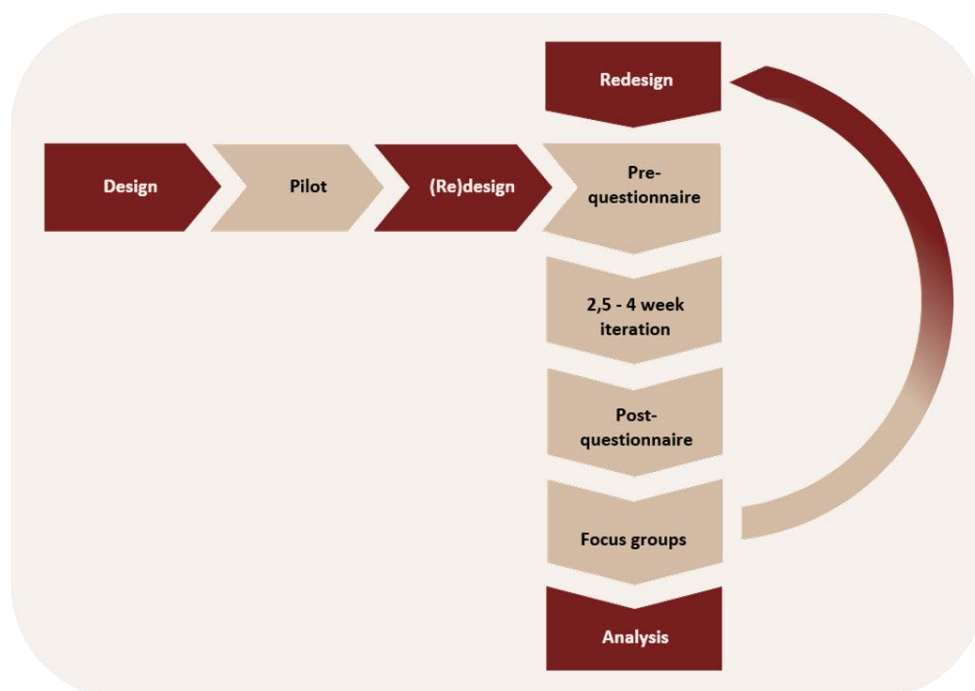 Redesign
Design
Pilot
(Re)design
Pre-
questionnaire
2,5 - 4 week
iteration
Post-
questionnaire
Focus groups
Analysis